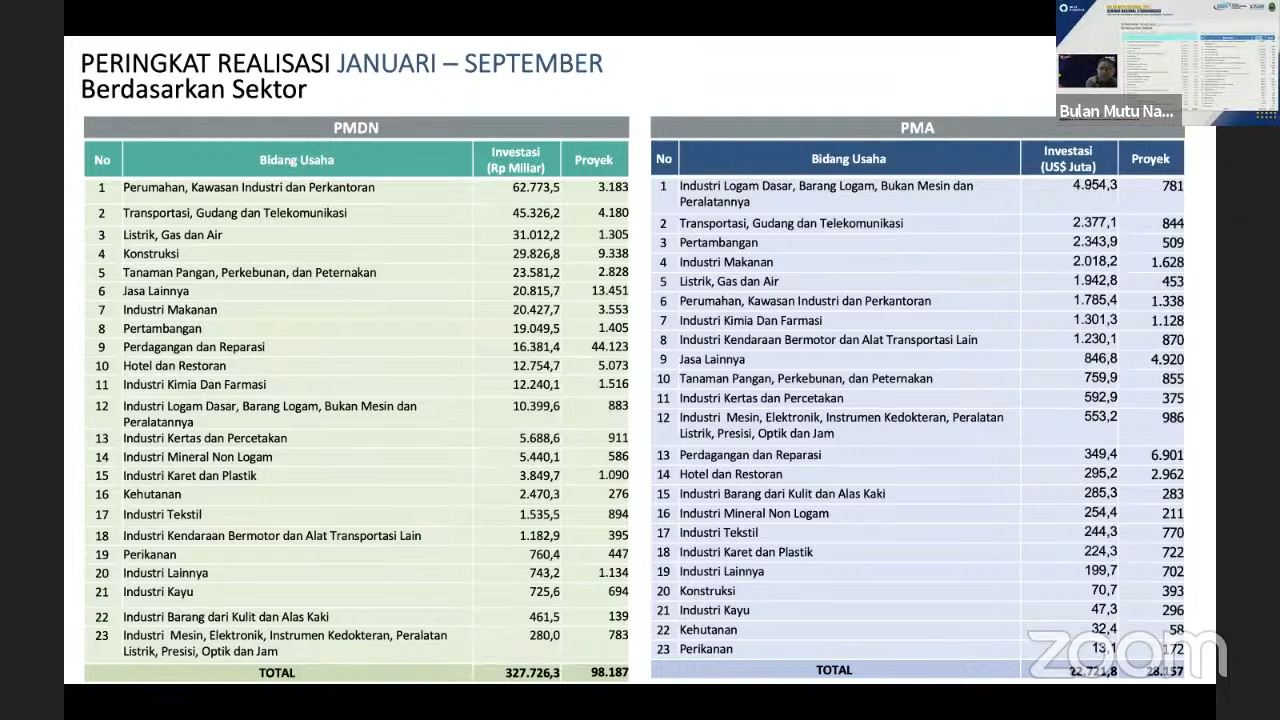 PERINGKAT REALISASI JANUARI – SEPTEMBER
Berdasarkan Sektor
Bulan Mutu Na...
PMDN
No Bidang Usaha Investasi (Rp Miliar) Proyek
1 Perumahan, Kawasan Industri dan Perkantoran 62.773,5 3.183
2 Transportasi, Gudang dan Telekomunikasi 45.326,2 4.180
3 Listrik, Gas dan Air 31.012,2 1.305
4 Konstruksi 29.826,8 9.338
5 Tanaman Pangan, Perkebunan, dan Peternakan 23.581,2 2.828
6 Jasa Lainnya 20.815,7 13.451
7 Industri Makanan 20.427,7 3.553
8 Pertambangan 19.049,5 1.405
9 Perdagangan dan Reparasi 16.381,4 44.123
10 Hotel dan Restoran 12.754,7 5.073
11 Industri Kimia Dan Farmasi 12.240,1 1.516
12 Industri Logam Dasar, Barang Logam, Bukan Mesin dan 10.399,6 883
Peralatannya
13 Industri Kertas dan Percetakan 5.688,6 911
14 Industri Mineral Non Logam 5.440,1 586
15 Industri Karet dan Plastik 3.849,7 1.090
16 Kehutanan 2.470,3 276
17 Industri Tekstil 1.535,5 894
18 Industri Kendaraan Bermotor dan Alat Transportasi Lain 1.182,9 395
19 Perikanan 760,4 447
20 Industri Lainnya 743,2 1.134
21 Industri Kayu 725,6 694
22 Industri Barang dari Kulit dan Alas Kaki 461,5 139
23 Industri Mesin, Elektronik, Instrumen Kedokteran, Peralatan 280,0 783
Listrik, Presisi, Optik dan Jam
TOTAL 327.726,3 98.187
PMA
No Bidang Usaha Investasi (US$ Juta) Proyek
1 Industri Logam Dasar, Barang Logam, Bukan Mesin dan 4.954,3 781
Peralatannya
2 Transportasi, Gudang dan Telekomunikasi 2.377,1 844
3 Pertambangan 2.343,9 509
4 Industri Makanan 2.018,2 1.628
5 Listrik, Gas dan Air 1.942,8 453
6 Perumahan, Kawasan Industri dan Perkantoran 1.785,4 1.338
7 Industri Kimia Dan Farmasi 1.301,3 1.128
8 Industri Kendaraan Bermotor dan Alat Transportasi Lain 1.230,1 870
9 Jasa Lainnya 846,8 4.920
10 Tanaman Pangan, Perkebunan, dan Peternakan 759,9 855
11 Industri Kertas dan Percetakan 592,9 375
12 Industri Mesin, Elektronik, Instrumen Kedokteran, Peralatan 553,2 986
Listrik, Presisi, Optik dan Jam
13 Perdagangan dan Reparasi 349,4 6.901
14 Hotel dan Restoran 295,2 2.962
15 Industri Barang dari Kulit dan Alas Kaki 285,3 283
16 Industri Mineral Non Logam 254,4 211
17 Industri Tekstil 244,3 770
18 Industri Karet dan Plastik 224,3 722
19 Industri Lainnya 199,7 702
20 Konstruksi 70,7 393
21 Industri Kayu 47,3 296
22 Kehutanan 32,4 58
23 Perikanan 13,1 172
TOTAL 22.721,8 28.157
zoom